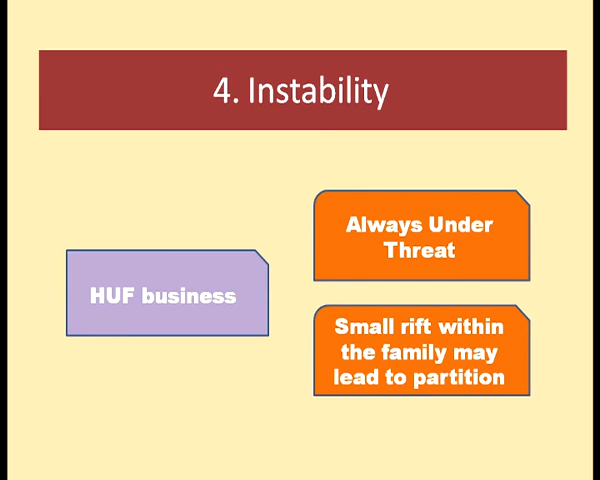 4. Instability
HUF business
Always Under
Threat
Small rift within
the family may
lead to partition